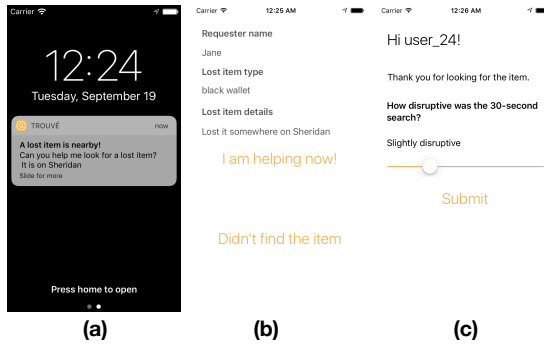 Carrier
12:24
Tuesday, September 19
TROUVÉ now
A lost item is nearby!
Can you help me look for a lost item?
It is on Sheridan
Slide for more
Press home to open
(a)
Carrier 12:25 AM
Requester name
Jane
Lost item type
black wallet
Lost item details
Lost it somewhere on Sheridan
I am helping now!
Didn't find the item
(b)
Carrier 12:26 AM
Hi user_24!
Thank you for looking for the item.
How disruptive was the 30-second
search?
Slightly disruptive
Submit
(c)